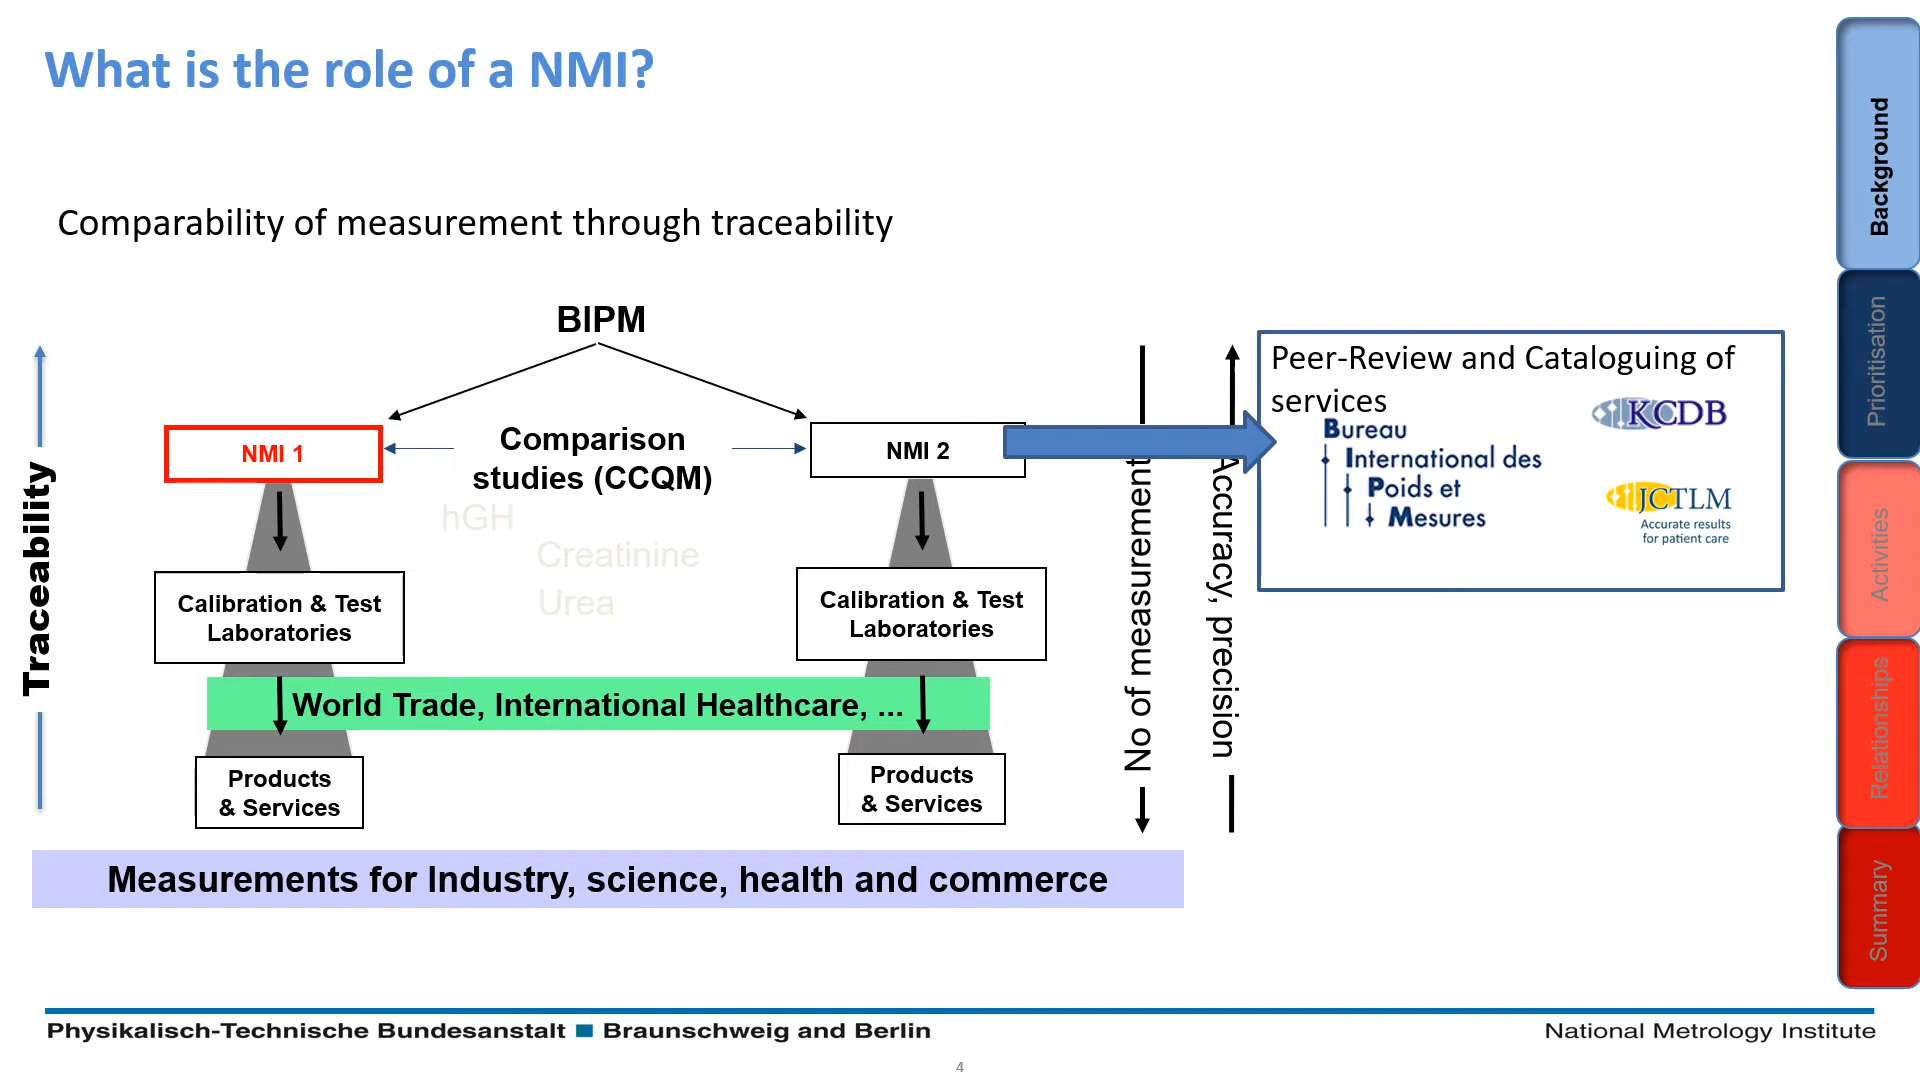 What is the role of a NMI?
Comparability of measurement through traceability
BIPM
NMI 1
Comparison
studies (CCQM)
NMI 2
hGH
Creatinine
Urea
Calibration & Test
Laboratories
Calibration & Test
Laboratories
World Trade, International Healthcare, ...
Products
& Services
Products
& Services
Traceability
No of measurement
Accuracy, precision
Peer-Review and Cataloguing of
services
KCDB
Bureau
International des
Poids et
Mesures
JCTLM
Accurate results
for patient care
Measurements for Industry, science, health and commerce
Background
Prioritisation
Activities
Relationships
Summary
Physikalisch-Technische Bundesanstalt Braunschweig and Berlin
National Metrology Institute
4